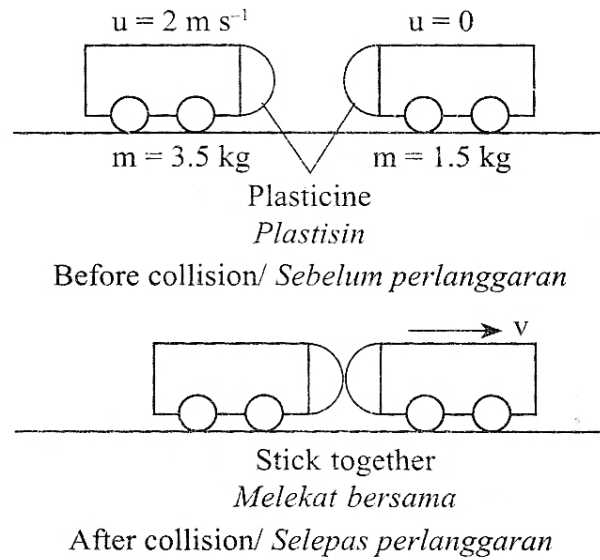 u = 2 m s⁻¹ u = 0
m = 3.5 kg m = 1.5 kg
Plasticine
Plastisin
Before collision/ Sebelum perlanggaran
v
Stick together
Melekat bersama
After collision/ Selepas perlanggaran